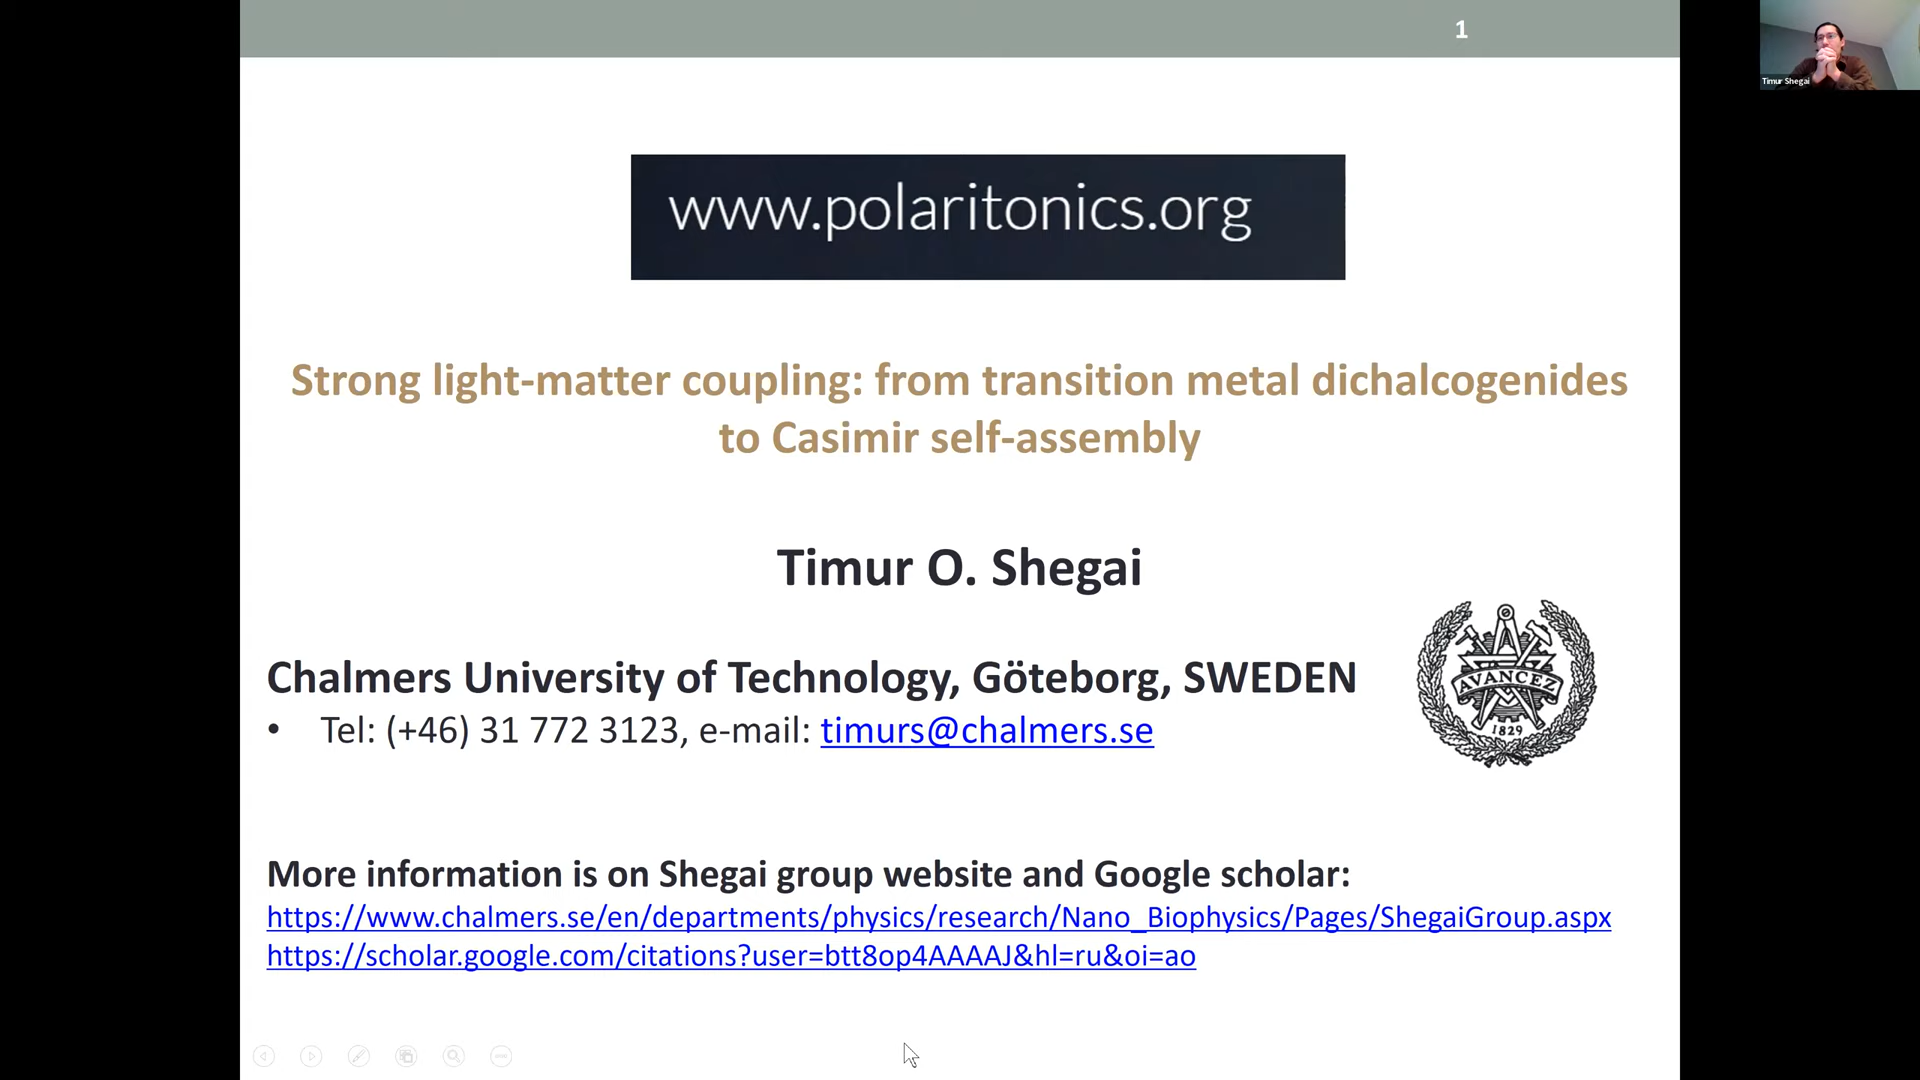 1
Timur Shegai
www.polaritonics.org
Strong light-matter coupling: from transition metal dichalcogenides
to Casimir self-assembly
Timur O. Shegai
Chalmers University of Technology, Göteborg, SWEDEN
• Tel: (+46) 31 772 3123, e-mail: timurs@chalmers.se
AVANCEZ
1829
More information is on Shegai group website and Google scholar:
https://www.chalmers.se/en/departments/physics/research/Nano_Biophysics/Pages/ShegaiGroup.aspx
https://scholar.google.com/citations?user=btt8op4AAAAJ&hl=ru&oi=ao